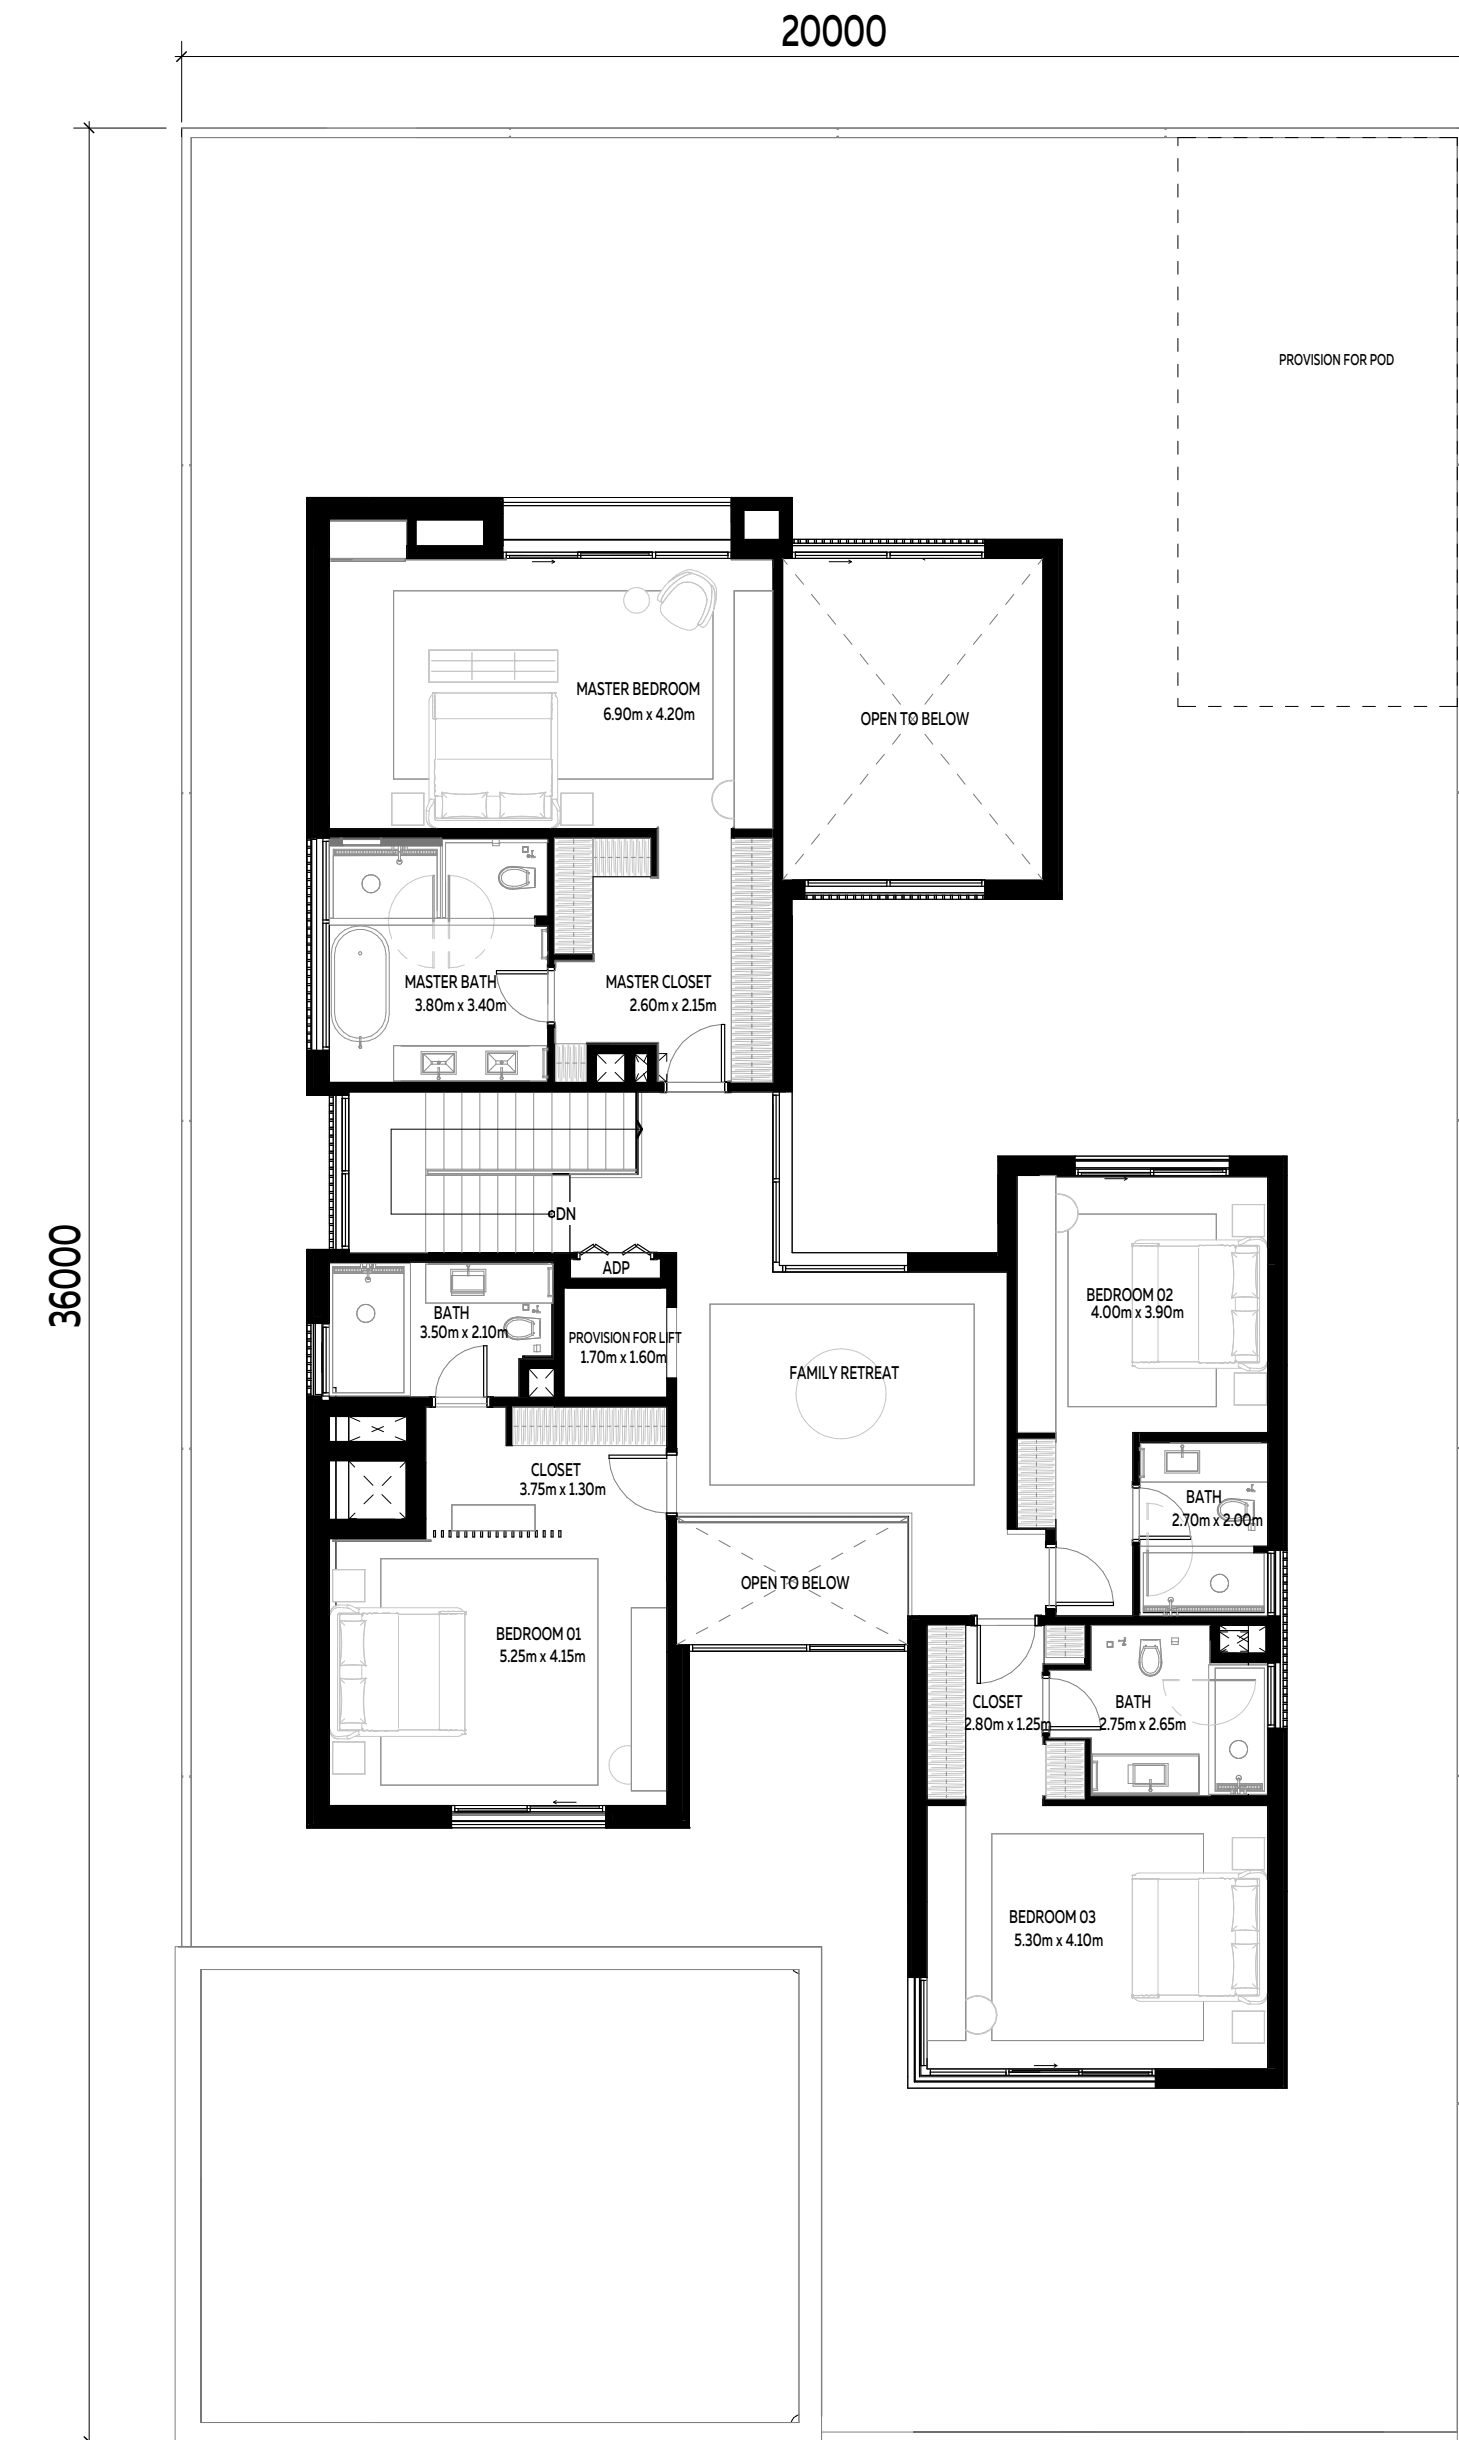 20000
36000
PROVISION FOR POD
MASTER BEDROOM
6.90m x 4.20m
OPEN TO BELOW
MASTER BATH
3.80m x 3.40m
MASTER CLOSET
2.60m x 2.15m
DN
ADP
BATH
3.50m x 2.10m
PROVISION FOR LIFT
1.70m x 1.60m
BEDROOM 02
4.00m x 3.90m
FAMILY RETREAT
CLOSET
3.75m x 1.30m
BATH
2.70m x 2.00m
OPEN TO BELOW
BEDROOM 01
5.25m x 4.15m
CLOSET
2.80m x 1.25m
BATH
2.75m x 2.65m
BEDROOM 03
5.30m x 4.10m